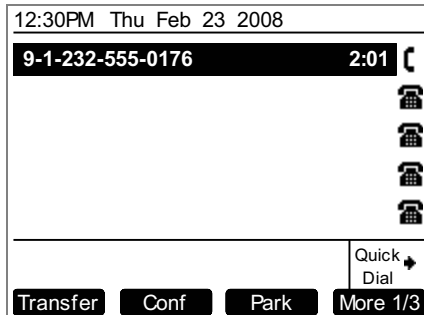 12:30PM Thu Feb 23 2008
9-1-232-555-0176 2:01
Quick
Dial
Transfer Conf Park More 1/3